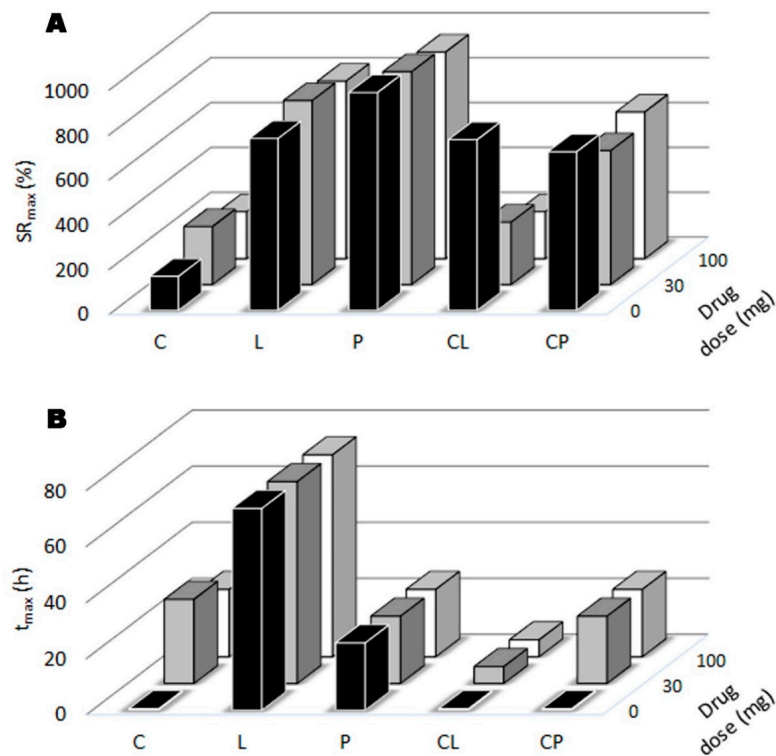 A
1000
800
600
400
200
0
SRmax (%)
C L P CL CP
0 30 100
Drug
dose (mg)
B
80
60
40
20
0
tmax (h)
C L P CL CP
0 30 100
Drug
dose (mg)